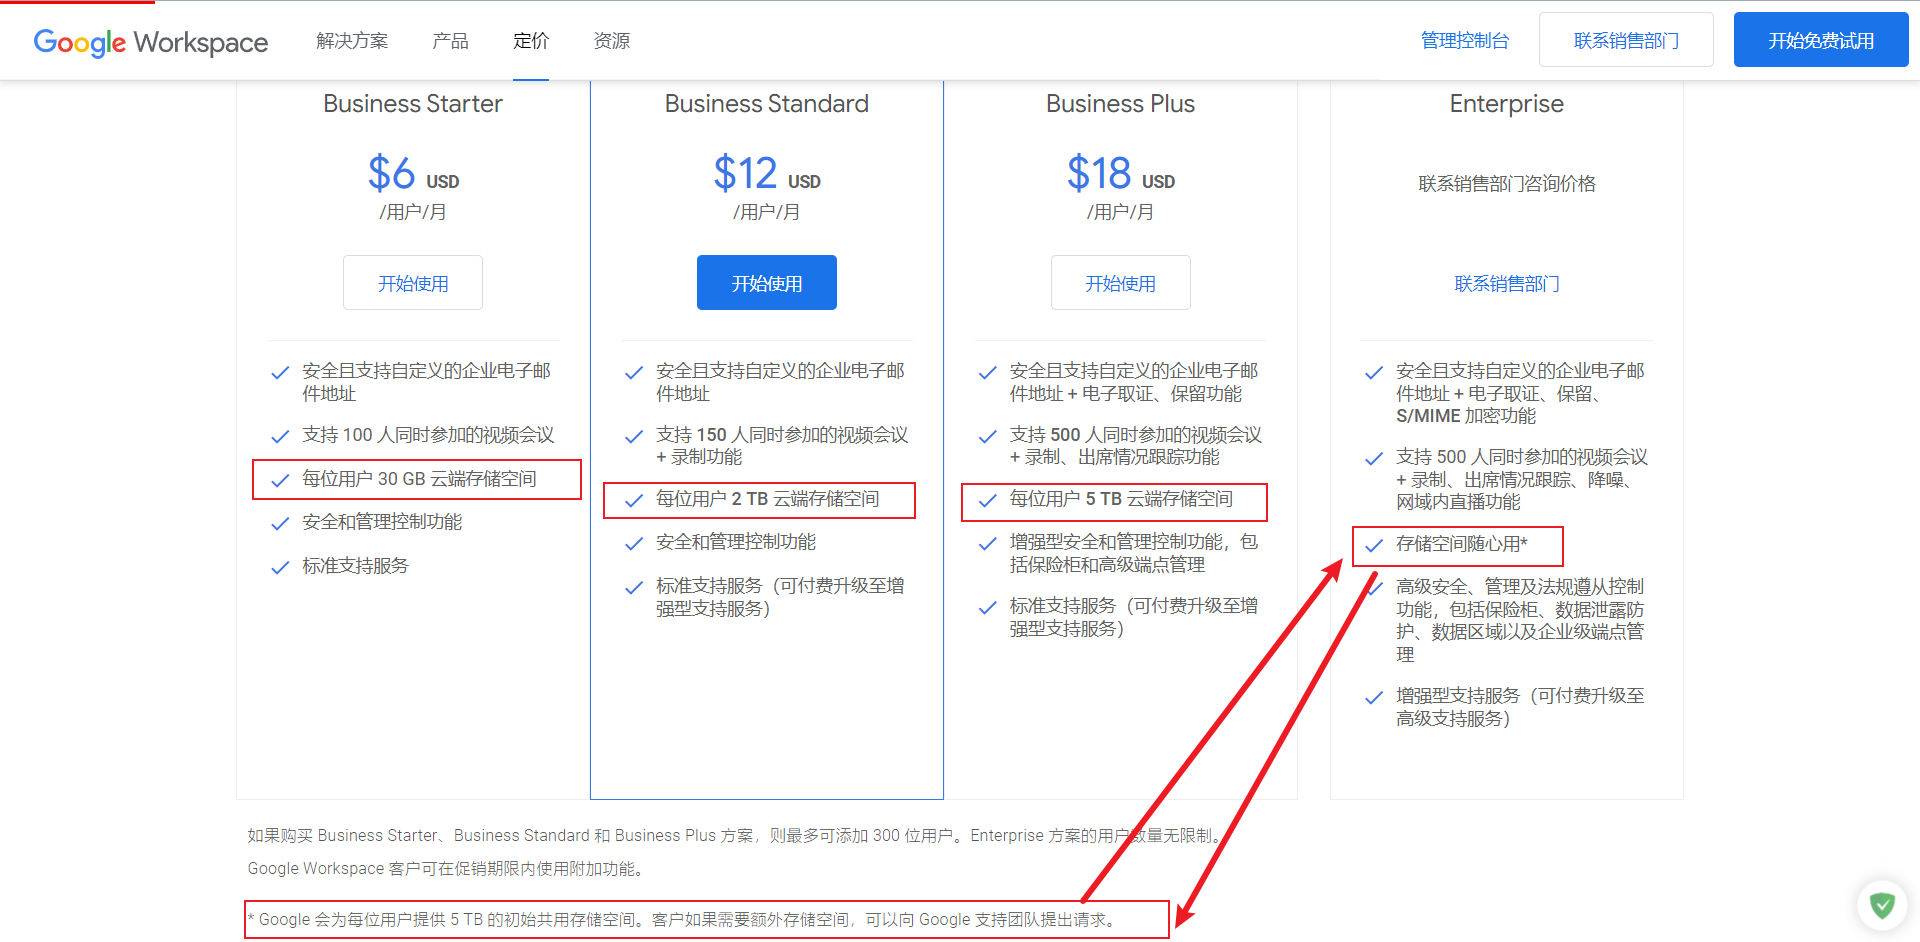 Google Workspace 解决方案 产品 定价 资源 管理控制台 联系销售部门 开始免费试用
Business Starter
$6 USD
/用户/月
开始使用
安全且支持自定义的企业电子邮
件地址
支持 100 人同时参加的视频会议
每位用户 30 GB 云端存储空间
安全和管理控制功能
标准支持服务
Business Standard
$12 USD
/用户/月
开始使用
安全且支持自定义的企业电子邮
件地址
支持 150 人同时参加的视频会议
+ 录制功能
每位用户 2 TB 云端存储空间
安全和管理控制功能
标准支持服务（可付费升级至增
强型支持服务）
Business Plus
$18 USD
/用户/月
开始使用
安全且支持自定义的企业电子邮
件地址 + 电子取证、保留功能
支持 500 人同时参加的视频会议
+ 录制、出席情况跟踪功能
每位用户 5 TB 云端存储空间
增强型安全和管理控制功能，包
括保险柜和高级端点管理
标准支持服务（可付费升级至增
强型支持服务）
Enterprise
联系销售部门咨询价格
联系销售部门
安全且支持自定义的企业电子邮
件地址 + 电子取证、保留、
S/MIME 加密功能
支持 500 人同时参加的视频会议
+ 录制、出席情况跟踪、降噪、
网域内直播功能
存储空间随心用*
高级安全、管理及法规遵从控制
功能，包括保险柜、数据泄露防
护、数据区域以及企业级端点管
理
增强型支持服务（可付费升级至
高级支持服务）
如果购买 Business Starter、Business Standard 和 Business Plus 方案，则最多可添加 300 位用户。Enterprise 方案的用户数量无限制。
Google Workspace 客户可在促销期限内使用附加功能。
* Google 会为每位用户提供 5 TB 的初始共用存储空间。客户如果需要额外存储空间，可以向 Google 支持团队提出请求。